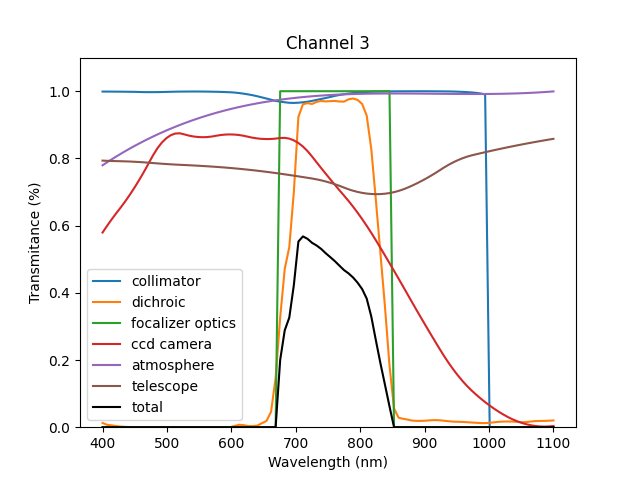 Channel 3
Transmitance (%)
1.0
0.8
0.6
0.4
0.2
0.0
collimator
dichroic
focalizer optics
ccd camera
atmosphere
telescope
total
400 500 600 700 800 900 1000 1100
Wavelength (nm)